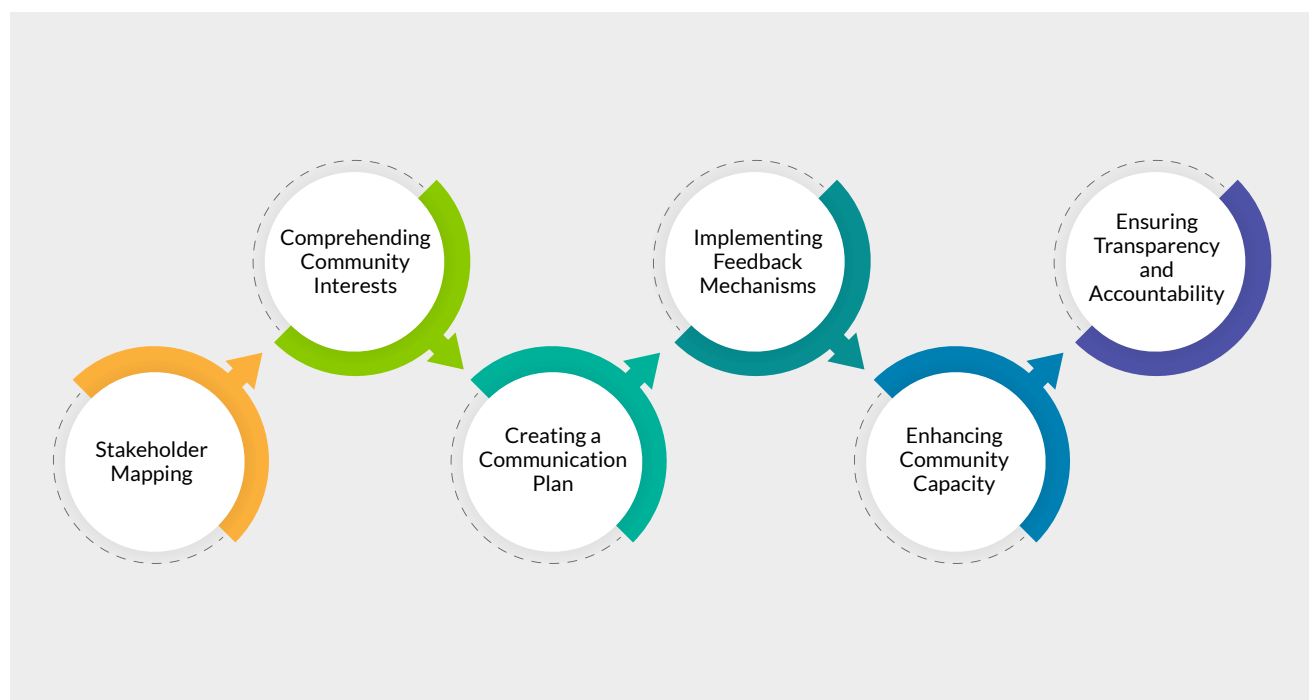 Stakeholder
Mapping
Comprehending
Community
Interests
Creating a
Communication
Plan
Implementing
Feedback
Mechanisms
Enhancing
Community
Capacity
Ensuring
Transparency
and
Accountability